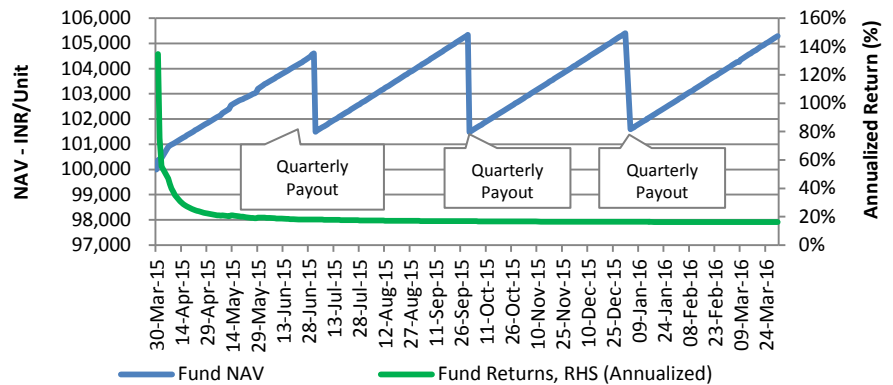 NAV - INR/Unit
106,000
105,000
104,000
103,000
102,000
101,000
100,000
99,000
98,000
97,000
Quarterly
Payout
Quarterly
Payout
Quarterly
Payout
160%
140%
120%
100%
80%
60%
40%
20%
0%
Annualized Return (%)
30-Mar-15
14-Apr-15
29-Apr-15
14-May-15
29-May-15
13-Jun-15
28-Jun-15
13-Jul-15
28-Jul-15
12-Aug-15
27-Aug-15
11-Sep-15
26-Sep-15
11-Oct-15
26-Oct-15
10-Nov-15
25-Nov-15
10-Dec-15
25-Dec-15
09-Jan-16
24-Jan-16
08-Feb-16
23-Feb-16
09-Mar-16
24-Mar-16
Fund NAV
Fund Returns, RHS (Annualized)